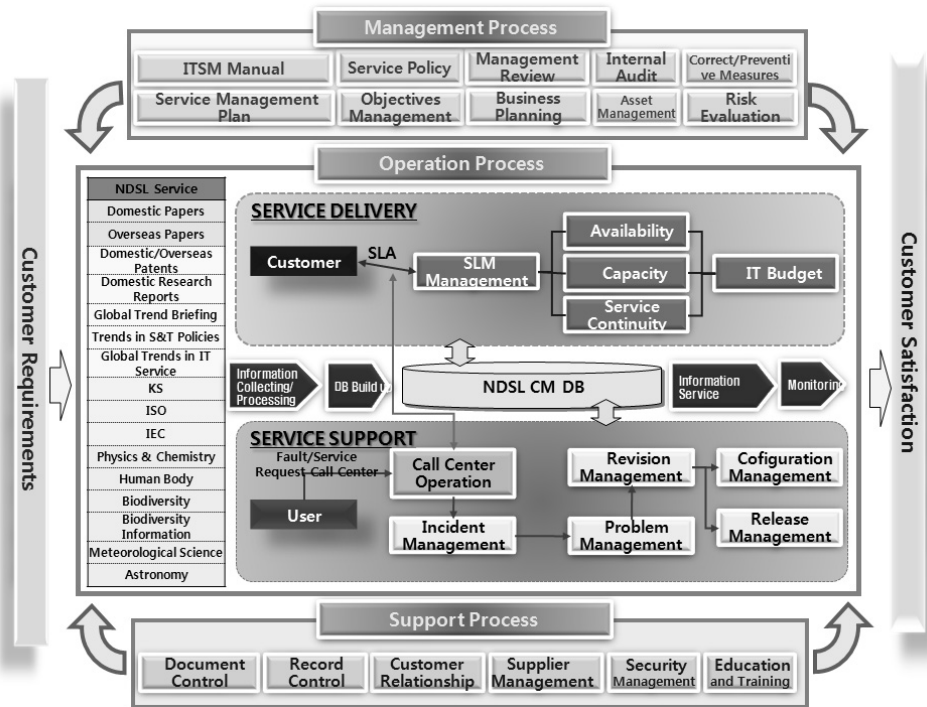 Management Process
ITSM Manual
Service Policy
Management
Review
Internal
Audit
Correct/Preventi
ve Measures
Service Management
Plan
Objectives
Management
Business
Planning
Asset
Management
Risk
Evaluation
Customer Requirements
Operation Process
NDSL Service
Domestic Papers
Overseas Papers
Domestic/Overseas
Patents
Domestic Research
Reports
Global Trend Briefing
Trends in S&T Policies
Global Trends in IT
Service
KS
ISO
IEC
Physics & Chemistry
Human Body
Biodiversity
Biodiversity
Information
Meteorological Science
Astronomy
SERVICE DELIVERY
Customer
SLA
SLM
Management
Availability
Capacity
Service
Continuity
IT Budget
Information
Collecting/
Processing
DB Build u
NDSL CM DB
Information
Service
Monitoring
SERVICE SUPPORT
Fault/Service
Request Call Center
User
Call Center
Operation
Incident
Management
Problem
Management
Revision
Management
Cofiguration
Management
Release
Management
Customer Satisfaction
Support Process
Document
Control
Record
Control
Customer
Relationship
Supplier
Management
Security
Management
Education
and Training